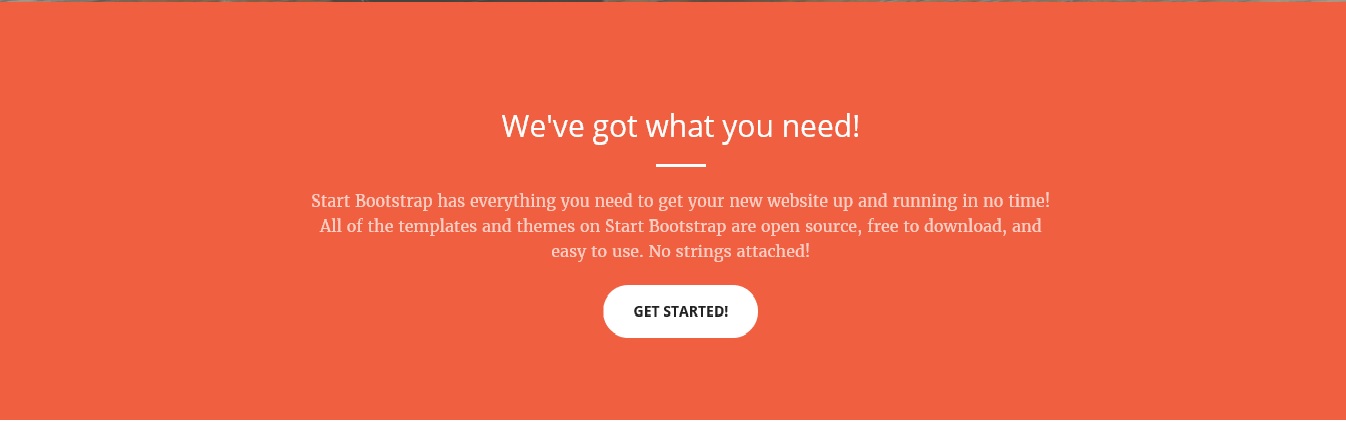 We've got what you need!
Start Bootstrap has everything you need to get your new website up and running in no time!
All of the templates and themes on Start Bootstrap are open source, free to download, and
easy to use. No strings attached!
GET STARTED!